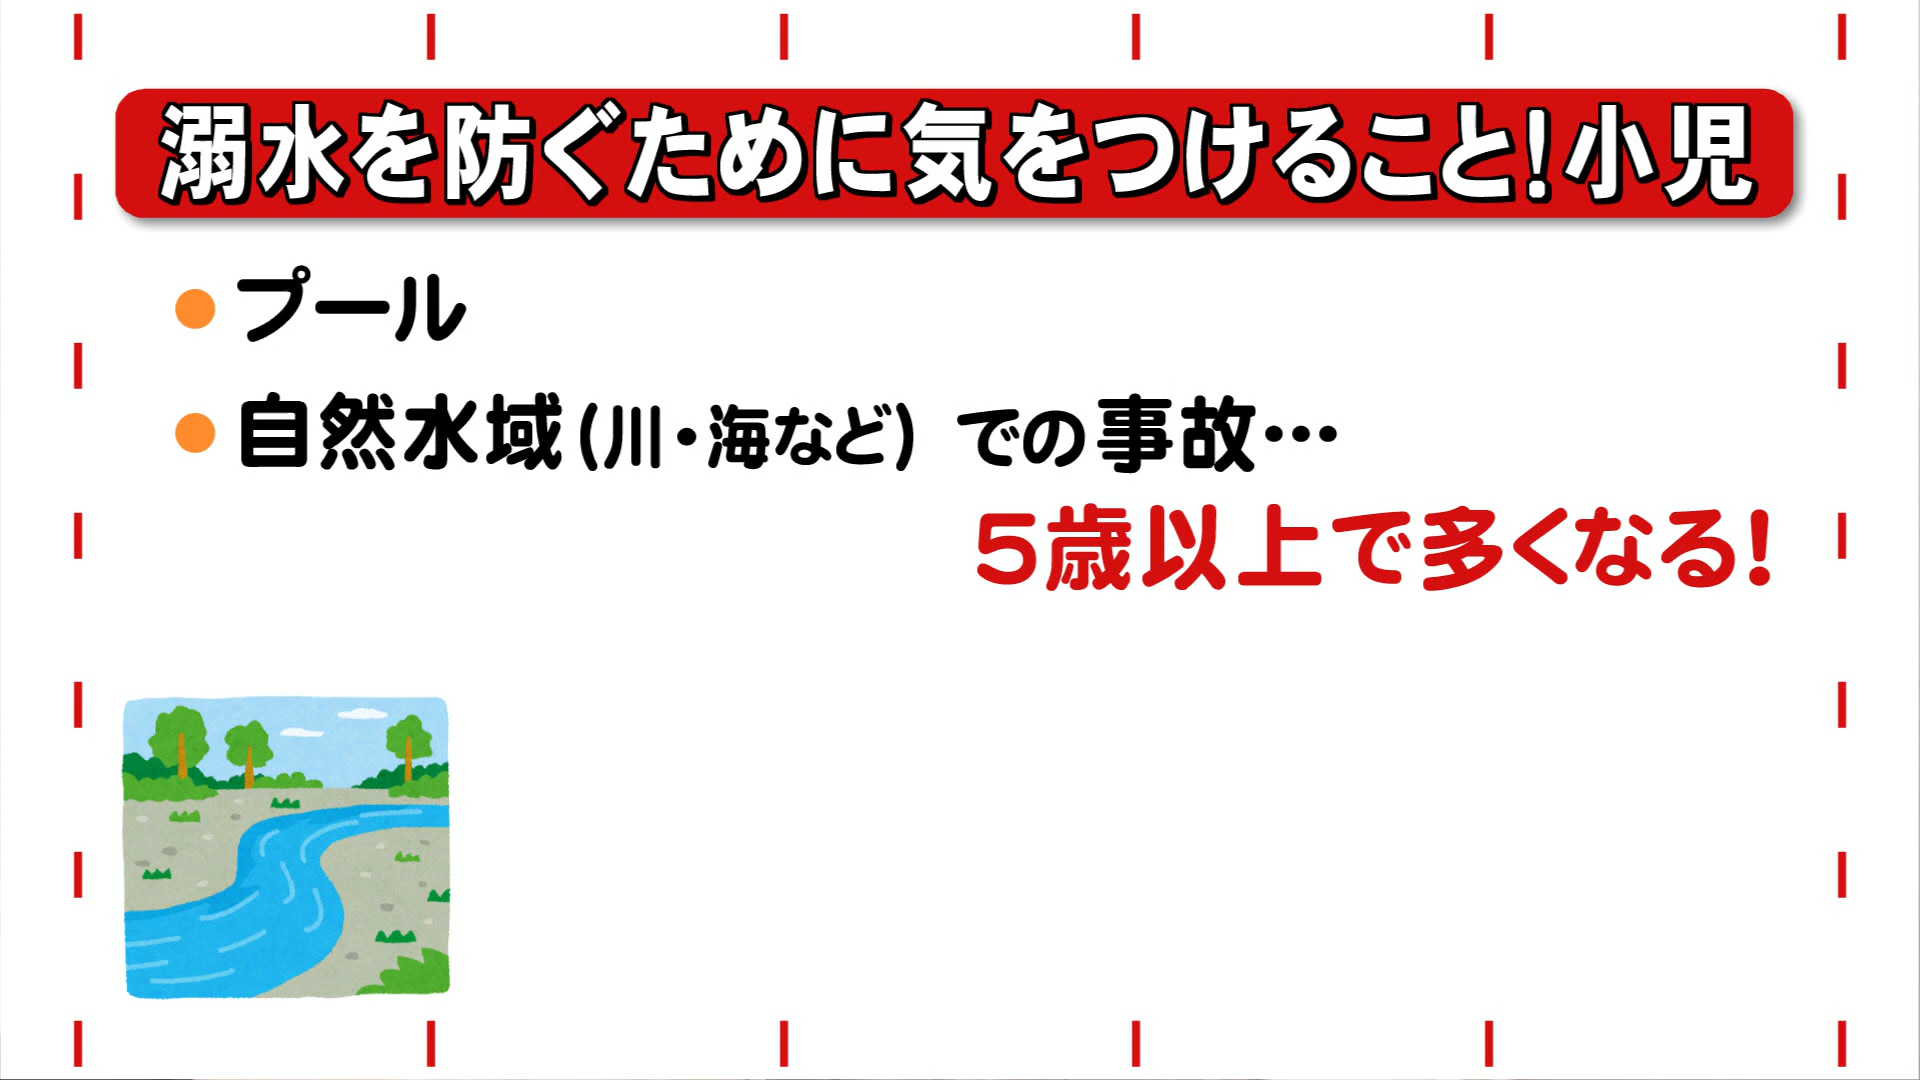 溺水を防ぐために気をつけること!小児
●プール
●自然水域(川・海など)での事故…
5歳以上で多くなる!